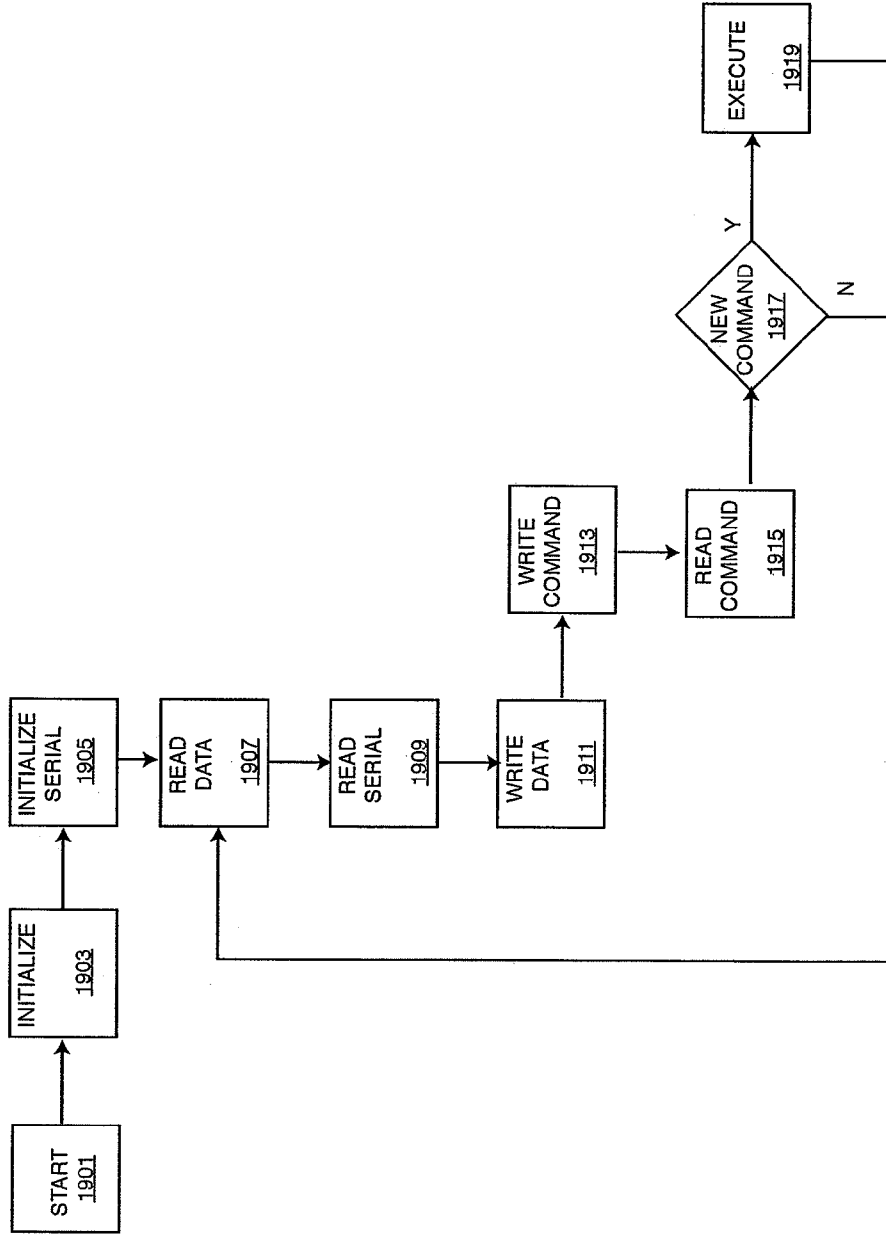 START
1901
INITIALIZE
1903
INITIALIZE
SERIAL
1905
READ
DATA
1907
READ
SERIAL
1909
WRITE
DATA
1911
WRITE
COMMAND
1913
READ
COMMAND
1915
NEW
COMMAND
1917
Y
N
EXECUTE
1919